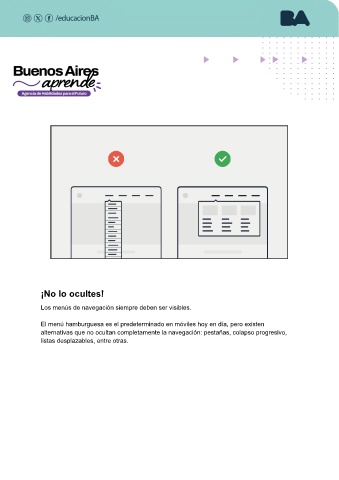 /educacionBA
BA
Buenos Aires
aprende
Agencia de Habilidades para el Futuro
¡No lo ocultes!
Los menús de navegación siempre deben ser visibles.
El menú hamburguesa es el predeterminado en móviles hoy en día, pero existen
alternativas que no ocultan completamente la navegación: pestañas, colapso progresivo,
listas desplazables, entre otras.